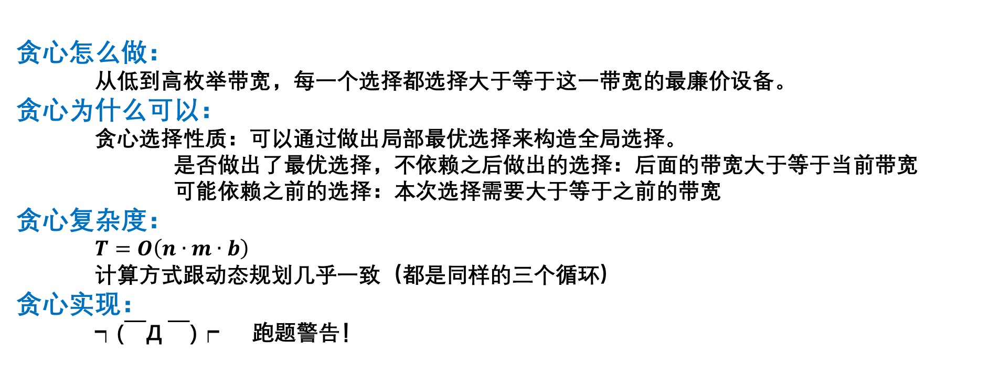 贪心怎么做：
从低到高枚举带宽，每一个选择都选择大于等于这一带宽的最廉价设备。
贪心为什么可以：
贪心选择性质：可以通过做出局部最优选择来构造全局选择。
是否做出了最优选择，不依赖之后做出的选择：后面的带宽大于等于当前带宽
可能依赖之前的选择：本次选择需要大于等于之前的带宽
贪心复杂度：
T = O(n · m · b)
计算方式跟动态规划几乎一致（都是同样的三个循环）
贪心实现：
┑(￣Д ￣)┍ 跑题警告！